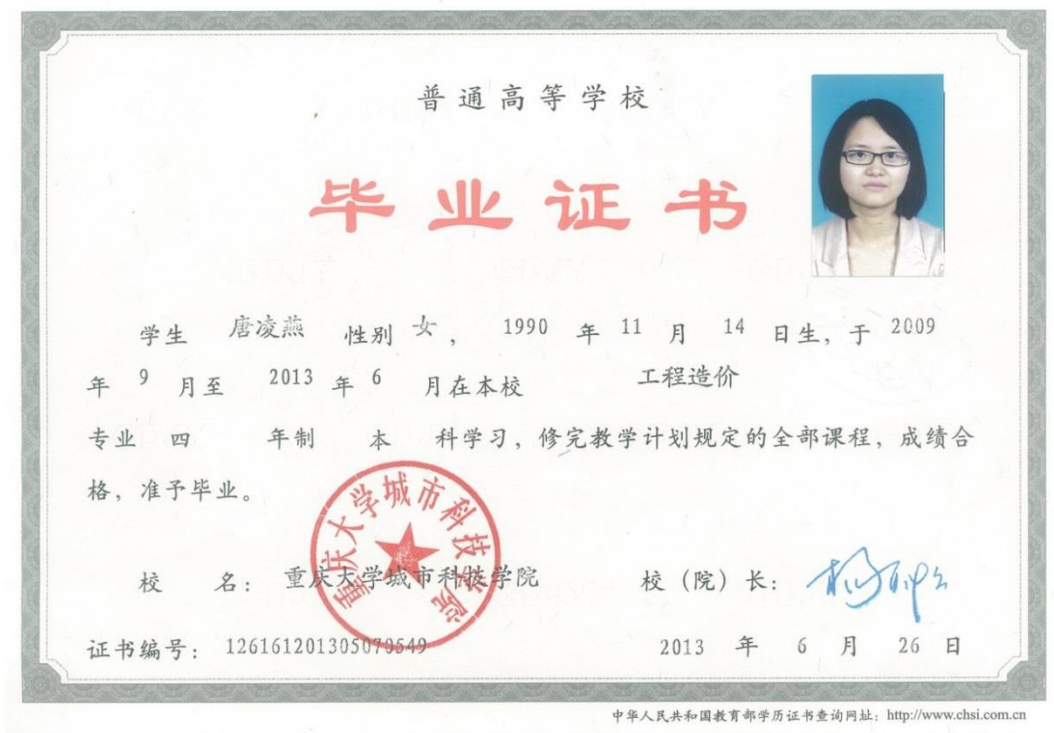 普通高等学校
毕业证书
学生 唐凌燕 性别 女 ， 1990 年 11 月 14 日生，于 2009
年 9 月至 2013 年 6 月在本校 工程造价
专业 四 年制 本 科学习，修完教学计划规定的全部课程，成绩合
格，准予毕业。
重庆大学城市科技学院
校 名： 重庆大学城市科技学院 校（院）长：
证书编号： 126161201305070549 2013 年 6 月 26 日
中华人民共和国教育部学历证书查询网址：http://www.chsi.com.cn